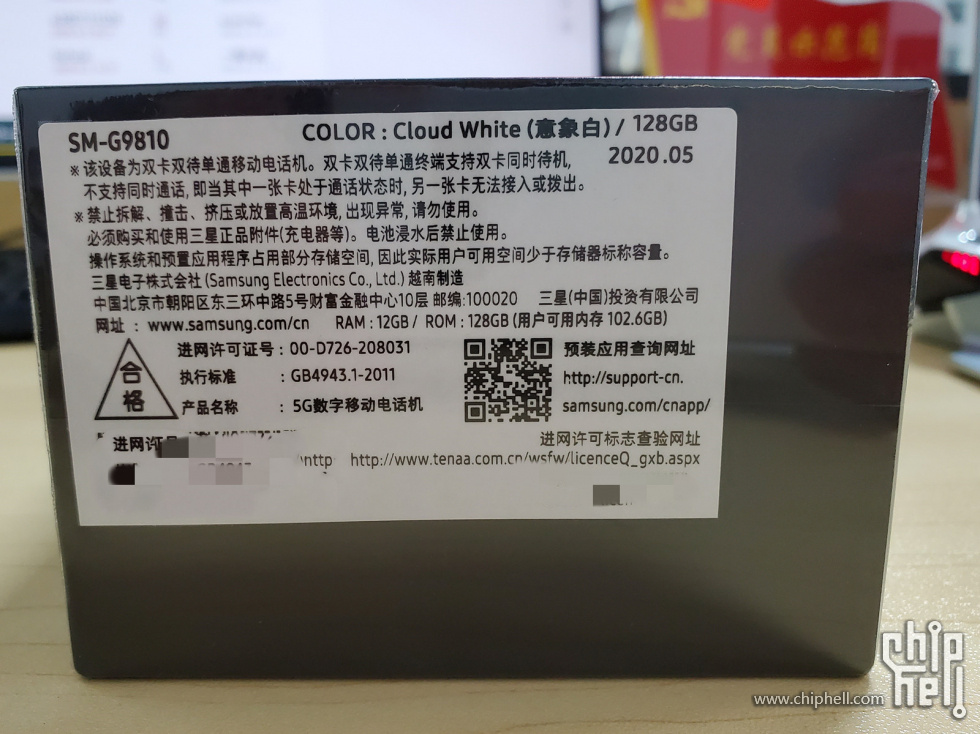 SM-G9810
COLOR : Cloud White (意象白) / 128GB
2020.05
※ 该设备为双卡双待单通移动电话机。双卡双待单通终端支持双卡同时待机,
不支持同时通话, 即当其中一张卡处于通话状态时, 另一张卡无法接入或拨出。
※ 禁止拆解、撞击、挤压或放置高温环境, 出现异常, 请勿使用。
必须购买和使用三星正品附件(充电器等)。电池浸水后禁止使用。
操作系统和预置应用程序占用部分存储空间, 因此实际用户可用空间少于存储器标称容量。
三星电子株式会社 (Samsung Electronics Co., Ltd.) 越南制造
中国北京市朝阳区东三环中路5号财富金融中心10层 邮编:100020 三星(中国)投资有限公司
网址 : www.samsung.com/cn RAM : 12GB / ROM : 128GB (用户可用内存 102.6GB)
进网许可证号 : 00-D726-208031
执行标准 : GB4943.1-2011
产品名称 : 5G数字移动电话机
合格
预装应用查询网址
http://support-cn.
samsung.com/cnapp/
进网许可标志查验网址
http://www.tenaa.com.cn/wsfw/licenceQ_gxb.aspx
进网许
chip hell
www.chiphell.com